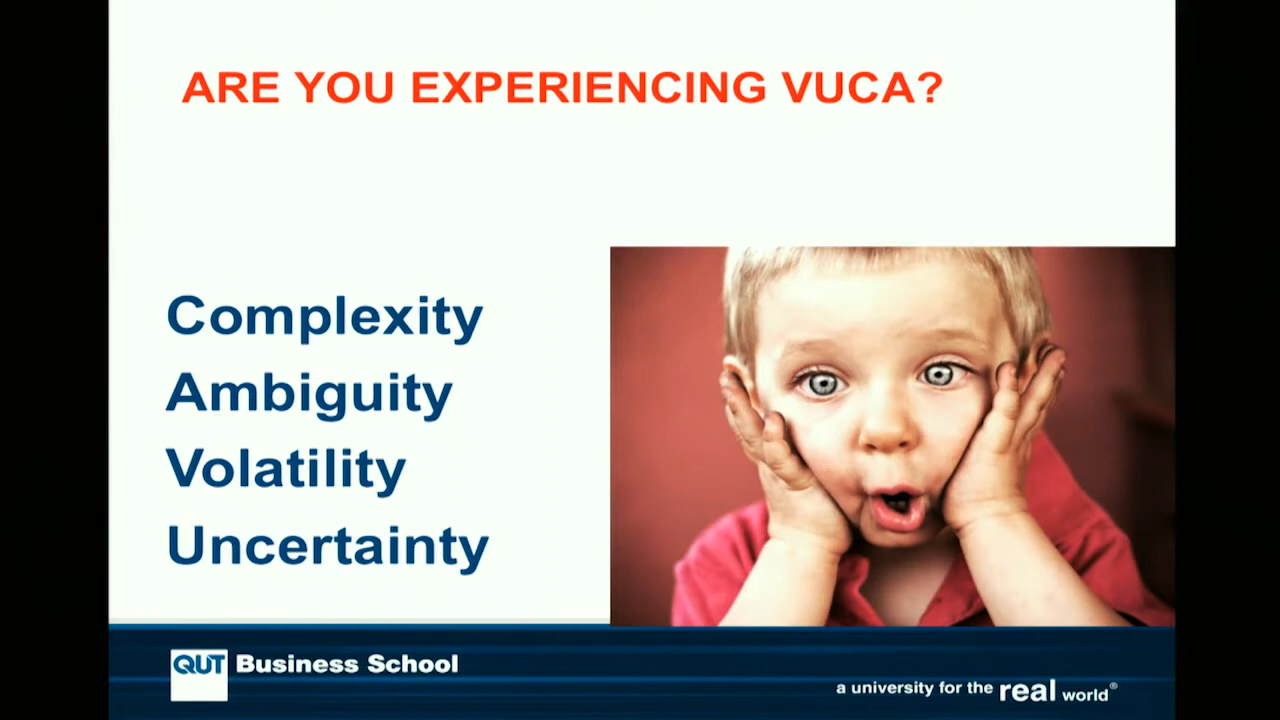 ARE YOU EXPERIENCING VUCA?
Complexity
Ambiguity
Volatility
Uncertainty
QUT Business School
a university for the real world®